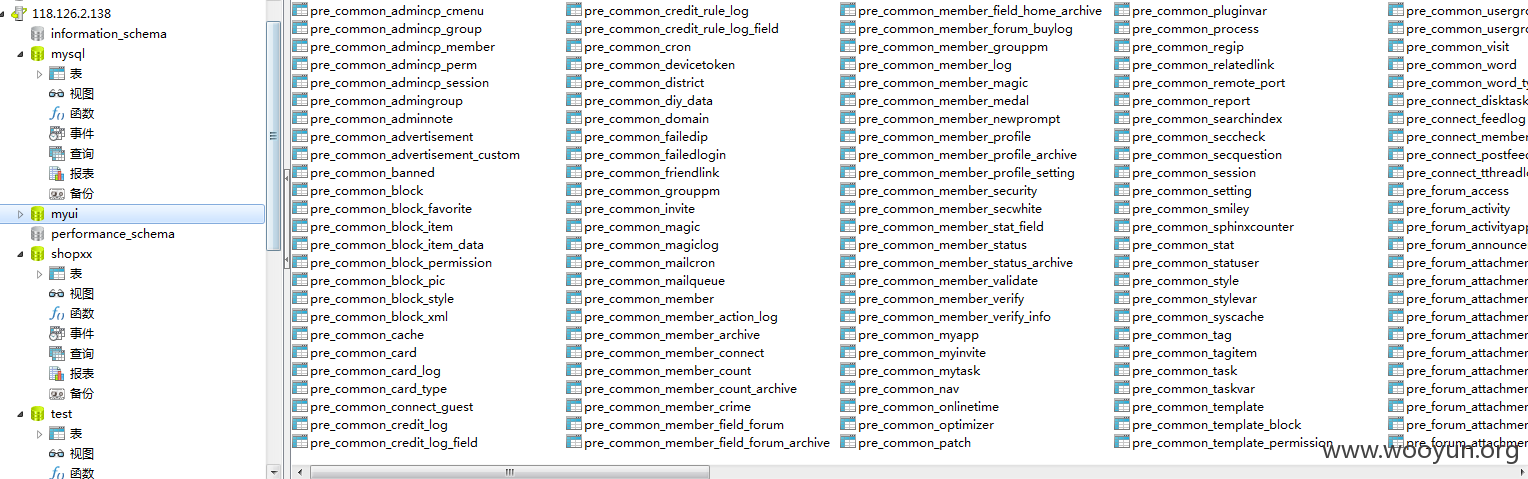 118.126.2.138
information_schema
mysql
表
视图
函数
事件
查询
报表
备份
myui
performance_schema
shopxx
表
视图
函数
事件
查询
报表
备份
test
表
视图
函数
pre_common_admincp_cmenu
pre_common_admincp_group
pre_common_admincp_member
pre_common_admincp_perm
pre_common_admincp_session
pre_common_admingroup
pre_common_adminnote
pre_common_advertisement
pre_common_advertisement_custom
pre_common_banned
pre_common_block
pre_common_block_favorite
pre_common_block_item
pre_common_block_item_data
pre_common_block_permission
pre_common_block_pic
pre_common_block_style
pre_common_block_xml
pre_common_cache
pre_common_card
pre_common_card_log
pre_common_card_type
pre_common_connect_guest
pre_common_credit_log
pre_common_credit_log_field
pre_common_credit_rule_log
pre_common_credit_rule_log_field
pre_common_cron
pre_common_devicetoken
pre_common_district
pre_common_diy_data
pre_common_domain
pre_common_failedip
pre_common_failedlogin
pre_common_friendlink
pre_common_grouppm
pre_common_invite
pre_common_magic
pre_common_magiclog
pre_common_mailcron
pre_common_mailqueue
pre_common_member
pre_common_member_action_log
pre_common_member_archive
pre_common_member_connect
pre_common_member_count
pre_common_member_count_archive
pre_common_member_crime
pre_common_member_field_forum
pre_common_member_field_forum_archive
pre_common_member_field_home_archive
pre_common_member_forum_buylog
pre_common_member_grouppm
pre_common_member_log
pre_common_member_magic
pre_common_member_medal
pre_common_member_newprompt
pre_common_member_profile
pre_common_member_profile_archive
pre_common_member_profile_setting
pre_common_member_security
pre_common_member_secwhite
pre_common_member_stat_field
pre_common_member_status
pre_common_member_status_archive
pre_common_member_validate
pre_common_member_verify
pre_common_member_verify_info
pre_common_myapp
pre_common_myinvite
pre_common_mytask
pre_common_nav
pre_common_onlinetime
pre_common_optimizer
pre_common_patch
pre_common_pluginvar
pre_common_process
pre_common_regip
pre_common_relatedlink
pre_common_remote_port
pre_common_report
pre_common_searchindex
pre_common_seccheck
pre_common_secquestion
pre_common_session
pre_common_setting
pre_common_smiley
pre_common_sphinxcounter
pre_common_stat
pre_common_statuser
pre_common_style
pre_common_stylevar
pre_common_syscache
pre_common_tag
pre_common_tagitem
pre_common_task
pre_common_taskvar
pre_common_template
pre_common_template_block
pre_common_template_permission
pre_common_usergro
pre_common_usergro
pre_common_visit
pre_common_word
pre_common_word_ty
pre_connect_disktask
pre_connect_feedlog
pre_connect_member
pre_connect_postfeed
pre_connect_tthreadlo
pre_forum_access
pre_forum_activity
pre_forum_activityapp
pre_forum_announce
pre_forum_attachment
pre_forum_attachmen
pre_forum_attachmen
pre_forum_attachmen
pre_forum_attachmen
pre_forum_attachmen
pre_forum_attachmen
pre_forum_attachmen
pre_forum_attachmen
pre_forum_attachmen
pre_forum_attachmen
www.wooyun.org